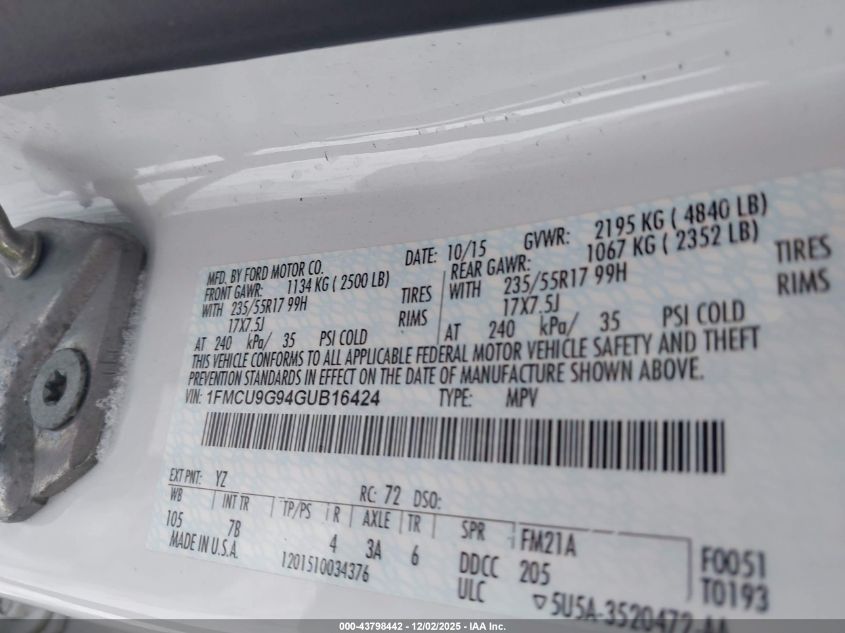 MFD. BY FORD MOTOR CO. DATE: 10/15 GVWR: 2195 KG ( 4840 LB)
FRONT GAWR: 1134 KG ( 2500 LB) REAR GAWR: 1067 KG ( 2352 LB)
WITH 235/55R17 99H TIRES WITH 235/55R17 99H TIRES
17X7.5J RIMS 17X7.5J RIMS
AT 240 kPa/ 35 PSI COLD AT 240 kPa/ 35 PSI COLD
THIS VEHICLE CONFORMS TO ALL APPLICABLE FEDERAL MOTOR VEHICLE SAFETY AND THEFT
PREVENTION STANDARDS IN EFFECT ON THE DATE OF MANUFACTURE SHOWN ABOVE.
VIN: 1FMCU9G94GUB16424 TYPE: MPV
EXT PNT: YZ RC: 72 DSO:
WB INT TR TP/PS R AXLE TR SPR FM21A F0051
105 7B 4 3A 6 DDCC 205 T0193
MADE IN U.S.A. 1201510034376 ULC ▽5U5A-3520472-AA
000-43798442 - 12/02/2025 - IAA Inc.